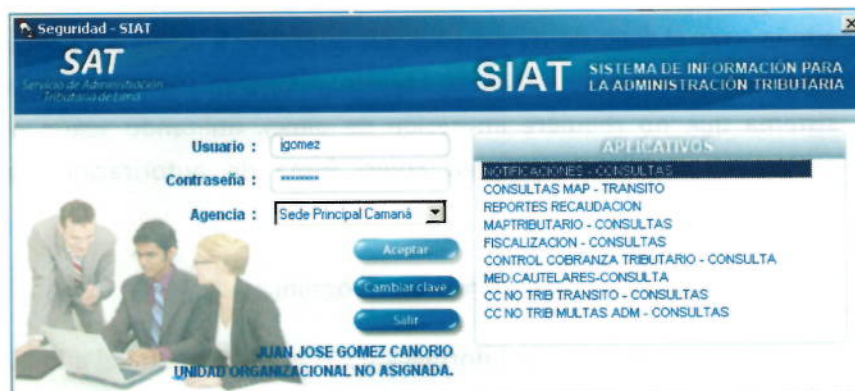 Seguridad - SIAT
SAT
Servicio de Administración
Tributaria de Lima
SIAT
SISTEMA DE INFORMACIÓN PARA
LA ADMINISTRACIÓN TRIBUTARIA
Usuario : jgomez
Contraseña : ********
Agencia : Sede Principal Camaná
Aceptar
Cambiar clave
Salir
JUAN JOSE GOMEZ CANORIO
UNIDAD ORGANIZACIONAL NO ASIGNADA.
APLICATIVOS
NOTIFICACIONES - CONSULTAS
CONSULTAS MAP - TRANSITO
REPORTES RECAUDACION
MAPTRIBUTARIO - CONSULTAS
FISCALIZACION - CONSULTAS
CONTROL COBRANZA TRIBUTARIO - CONSULTA
MED.CAUTELARES-CONSULTA
CC NO TRIB TRANSITO - CONSULTAS
CC NO TRIB MULTAS ADM - CONSULTAS